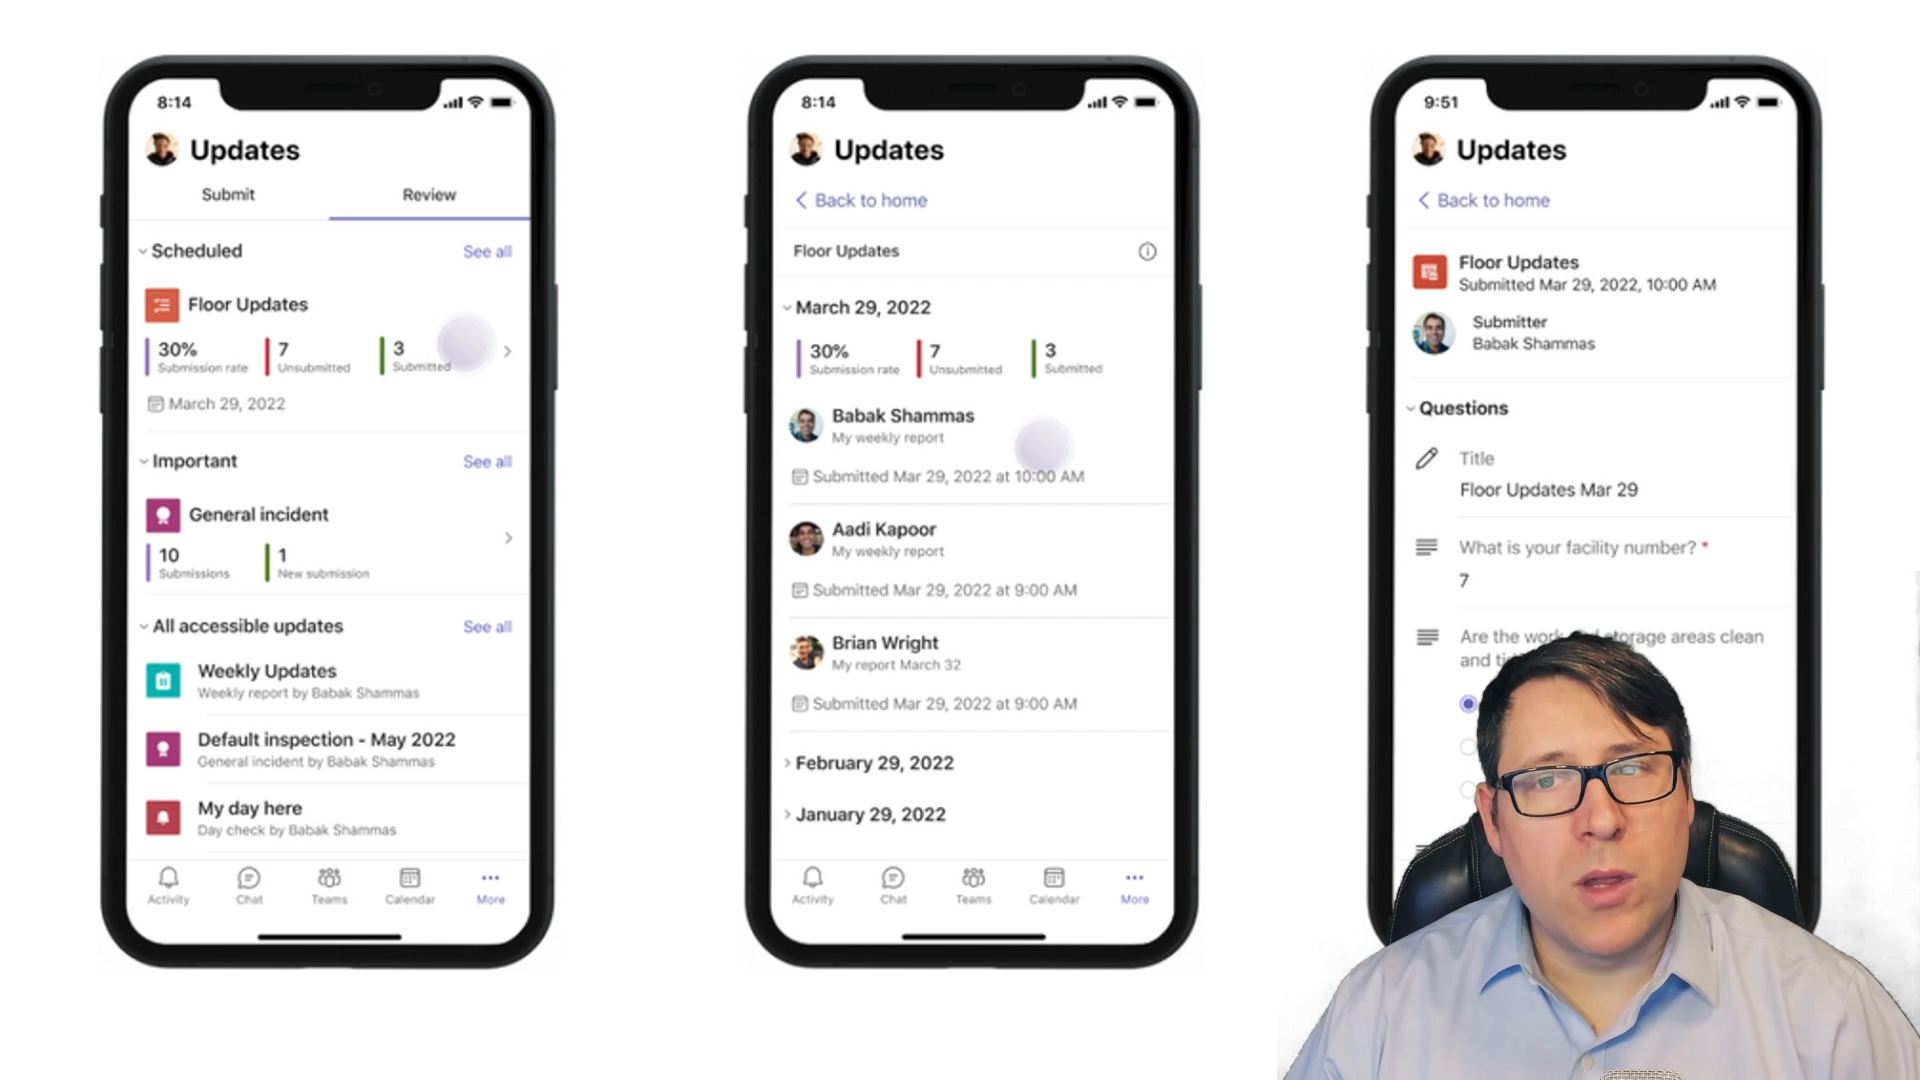 8:14
Updates
Submit
Review
Scheduled
See all
Floor Updates
30%
Submission rate
7
Unsubmitted
3
Submitted
March 29, 2022
Important
See all
General incident
10
Submissions
1
New submission
All accessible updates
See all
Weekly Updates
Weekly report by Babak Shammas
Default inspection - May 2022
General incident by Babak Shammas
My day here
Day check by Babak Shammas
Activity
Chat
Teams
Calendar
More
8:14
Updates
Back to home
Floor Updates
March 29, 2022
30%
Submission rate
7
Unsubmitted
3
Submitted
Babak Shammas
My weekly report
Submitted Mar 29, 2022 at 10:00 AM
Aadi Kapoor
My weekly report
Submitted Mar 29, 2022 at 9:00 AM
Brian Wright
My report March 32
Submitted Mar 29, 2022 at 9:00 AM
February 29, 2022
January 29, 2022
Activity
Chat
Teams
Calendar
More
9:51
Updates
Back to home
Floor Updates
Submitted Mar 29, 2022, 10:00 AM
Submitter
Babak Shammas
Questions
Title
Floor Updates Mar 29
What is your facility number? *
7
Are the work storage areas clean
and